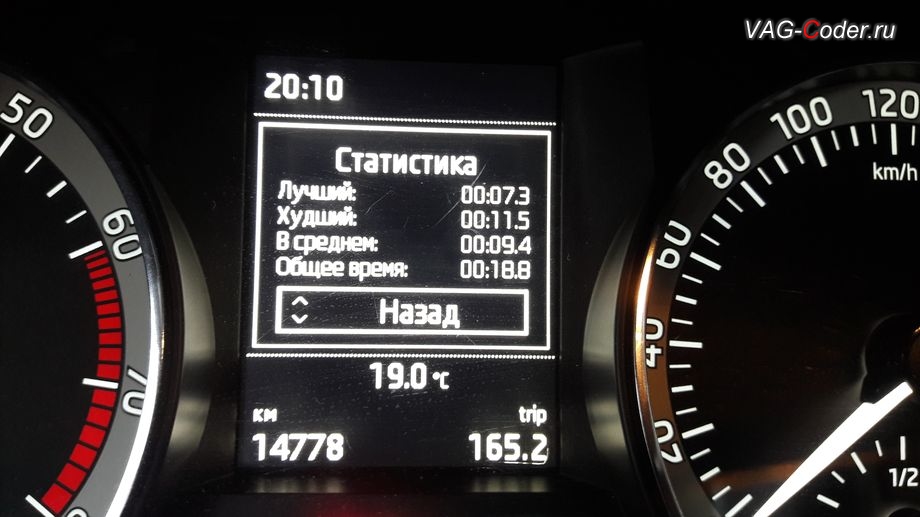 VAG-Coder.ru
20:10
Статистика
Лучший: 00:07.3
Худший: 00:11.5
В среднем: 00:09.4
Общее время: 00:18.8
Назад
19.0 °C
км trip
14778 165.2
50
60
70
20
40
60
80
100
120
km/h
1/2